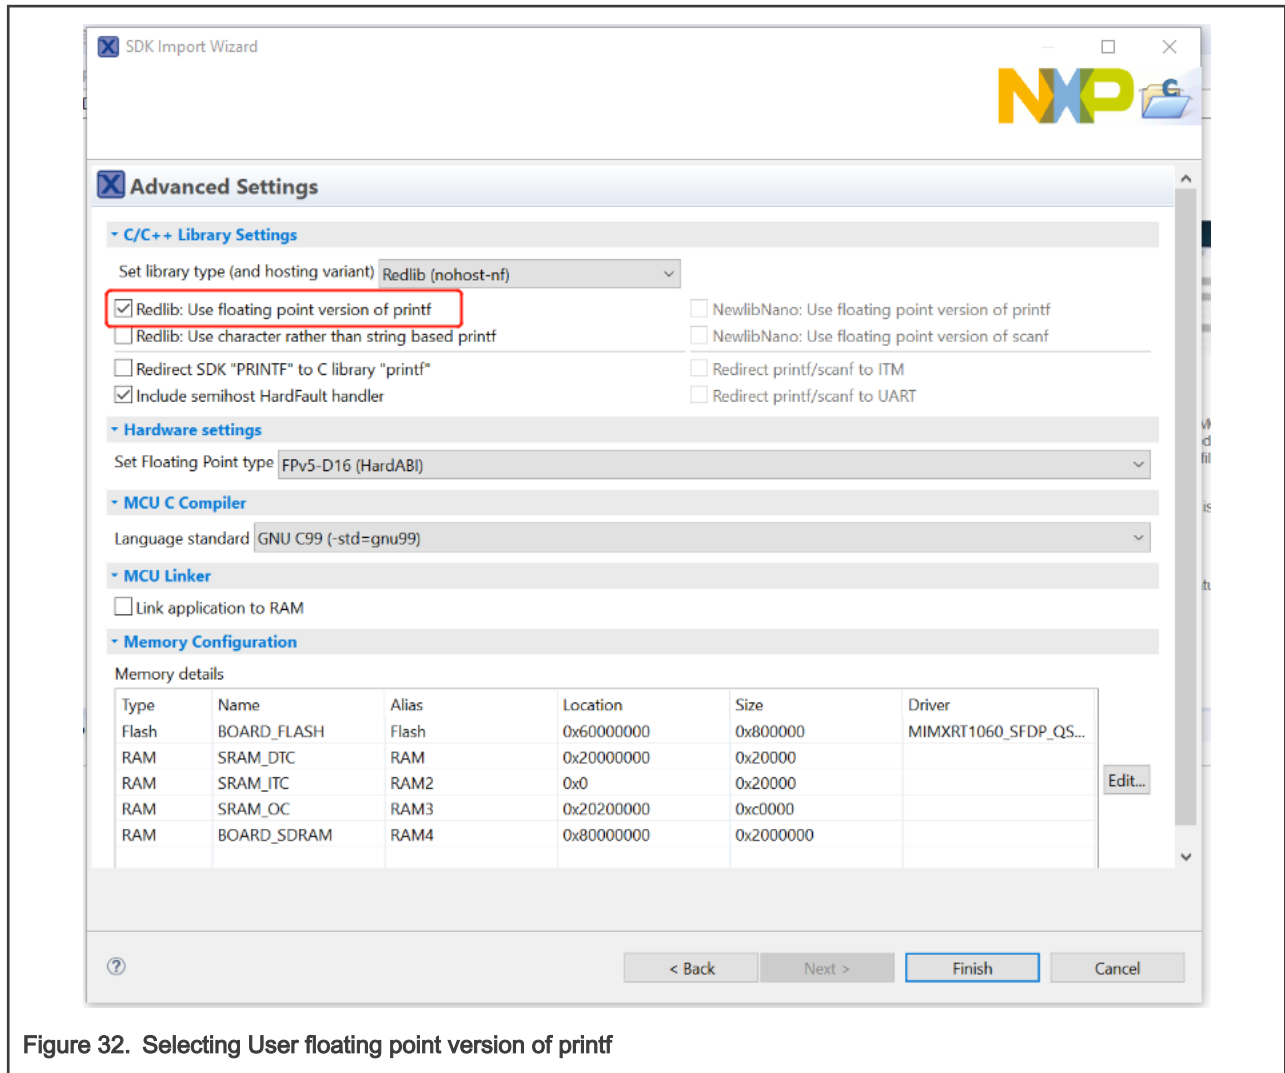 SDK Import Wizard
NXP
Advanced Settings
C/C++ Library Settings
Set library type (and hosting variant) Redlib (nohost-nf)
Redlib: Use floating point version of printf NewlibNano: Use floating point version of printf
Redlib: Use character rather than string based printf NewlibNano: Use floating point version of scanf
Redirect SDK "PRINTF" to C library "printf" Redirect printf/scanf to ITM
Include semihost HardFault handler Redirect printf/scanf to UART
Hardware settings
Set Floating Point type FPv5-D16 (HardABI)
MCU C Compiler
Language standard GNU C99 (-std=gnu99)
MCU Linker
Link application to RAM
Memory Configuration
Memory details
Type Name Alias Location Size Driver
Flash BOARD_FLASH Flash 0x60000000 0x800000 MIMXRT1060_SFDP_QS...
RAM SRAM_DTC RAM 0x20000000 0x20000
RAM SRAM_ITC RAM2 0x0 0x20000
RAM SRAM_OC RAM3 0x20200000 0xc0000
RAM BOARD_SDRAM RAM4 0x80000000 0x2000000
Edit...
< Back Next > Finish Cancel
Figure 32. Selecting User floating point version of printf